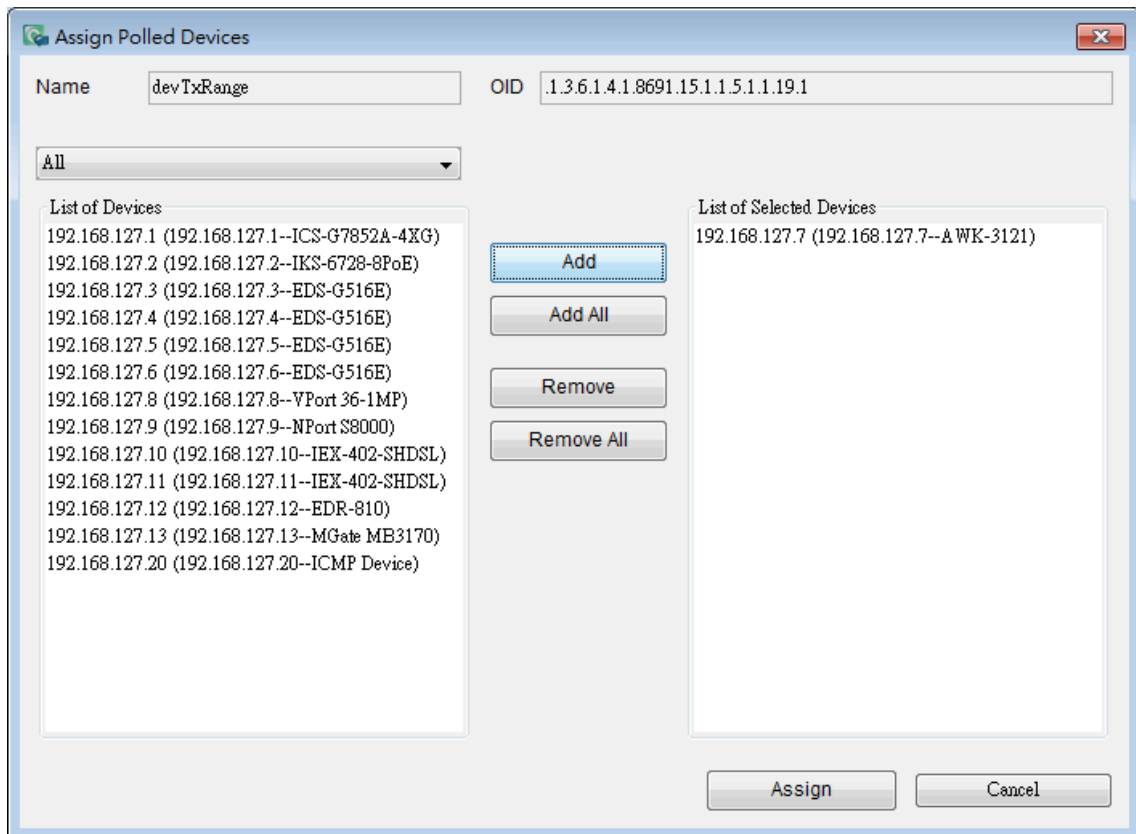 Assign Polled Devices
Name devTxRange OID .1.3.6.1.4.1.8691.15.1.1.5.1.1.19.1
All
List of Devices
192.168.127.1 (192.168.127.1--ICS-G7852A-4XG)
192.168.127.2 (192.168.127.2--IKS-6728-8PoE)
192.168.127.3 (192.168.127.3--EDS-G516E)
192.168.127.4 (192.168.127.4--EDS-G516E)
192.168.127.5 (192.168.127.5--EDS-G516E)
192.168.127.6 (192.168.127.6--EDS-G516E)
192.168.127.8 (192.168.127.8--VPort 36-1MP)
192.168.127.9 (192.168.127.9--NPort S8000)
192.168.127.10 (192.168.127.10--IEX-402-SHDSL)
192.168.127.11 (192.168.127.11--IEX-402-SHDSL)
192.168.127.12 (192.168.127.12--EDR-810)
192.168.127.13 (192.168.127.13--MGate MB3170)
192.168.127.20 (192.168.127.20--ICMP Device)
Add
Add All
Remove
Remove All
List of Selected Devices
192.168.127.7 (192.168.127.7--AWK-3121)
Assign
Cancel